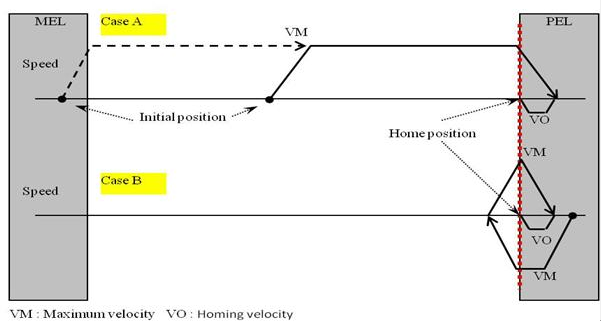 MEL
Case A
PEL
VM
Speed
Initial position
VO
Home position
VM
Case B
Speed
VO
VM
VM : Maximum velocity VO : Homing velocity